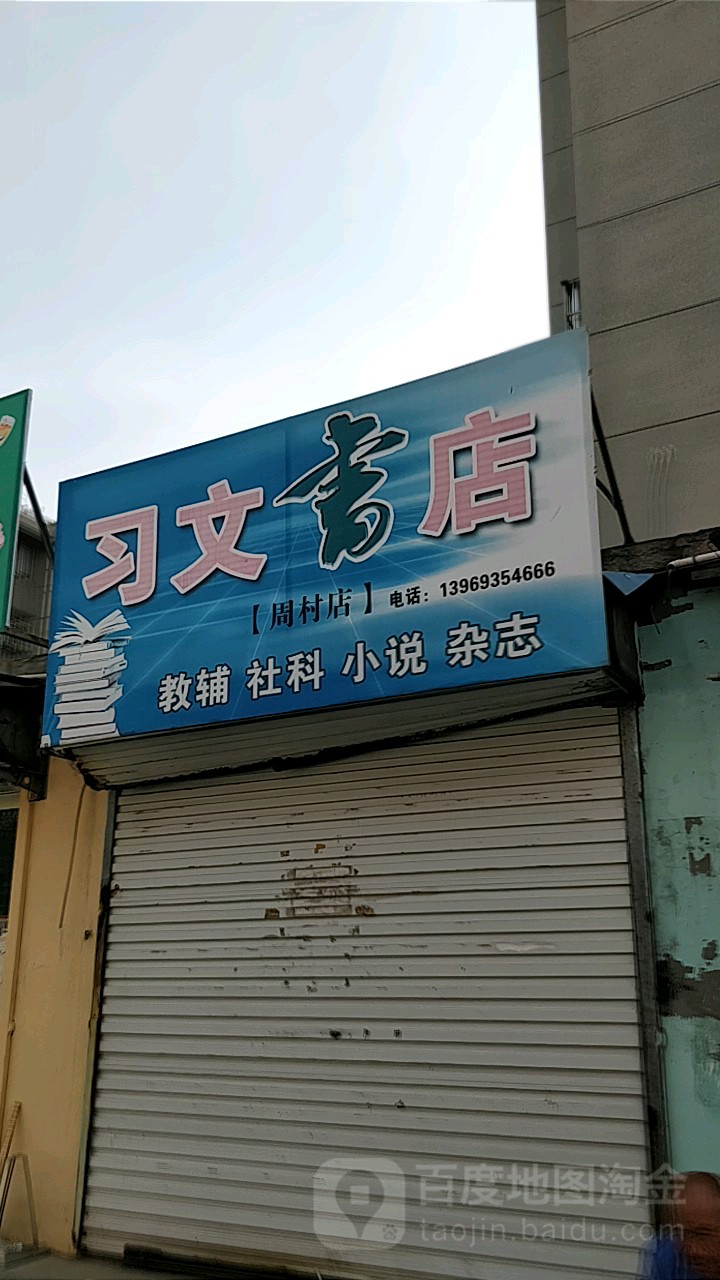 习文書店
【周村店】 电话：13969354666
教辅 社科 小说 杂志
百度地图淘金
taojin.baidu.com